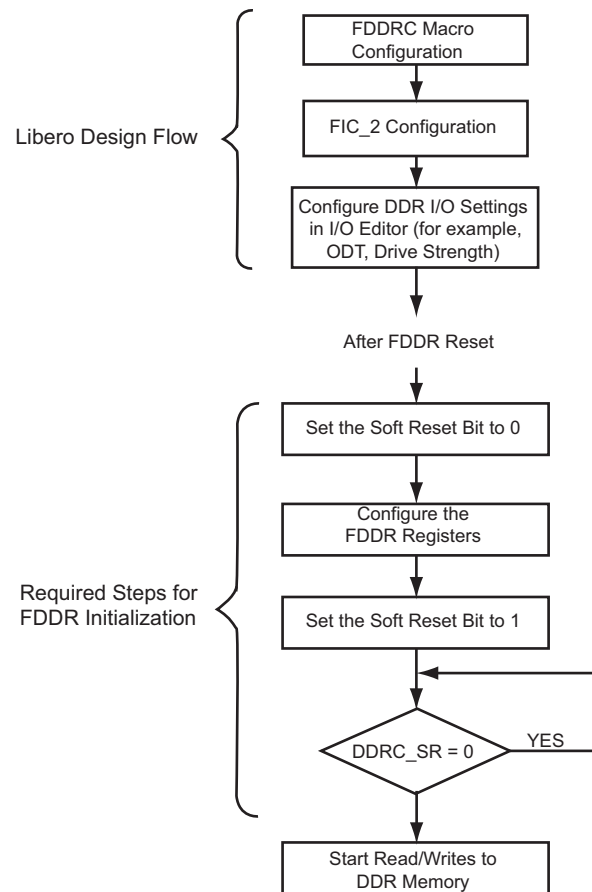 FDDRC Macro
Configuration
Libero Design Flow
FIC_2 Configuration
Configure DDR I/O Settings
in I/O Editor (for example,
ODT, Drive Strength)
After FDDR Reset
Set the Soft Reset Bit to 0
Configure the
FDDR Registers
Required Steps for
FDDR Initialization
Set the Soft Reset Bit to 1
DDRC_SR = 0
YES
Start Read/Writes to
DDR Memory